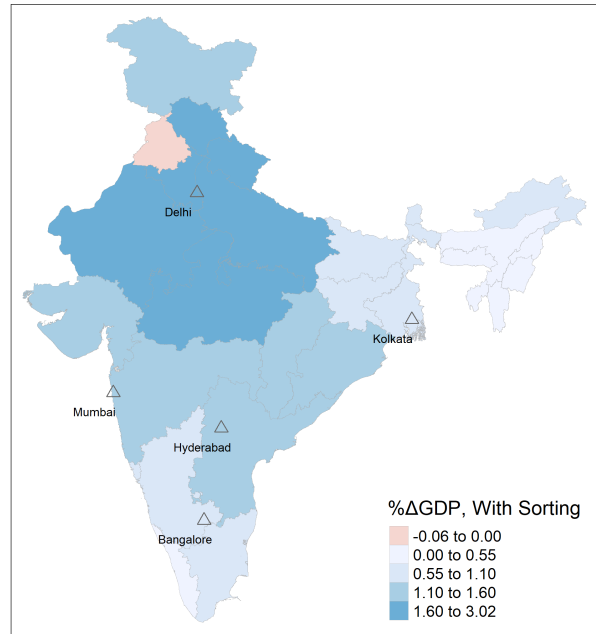 Delhi
Kolkata
Mumbai
Hyderabad
Bangalore
%ΔGDP, With Sorting
-0.06 to 0.00
0.00 to 0.55
0.55 to 1.10
1.10 to 1.60
1.60 to 3.02